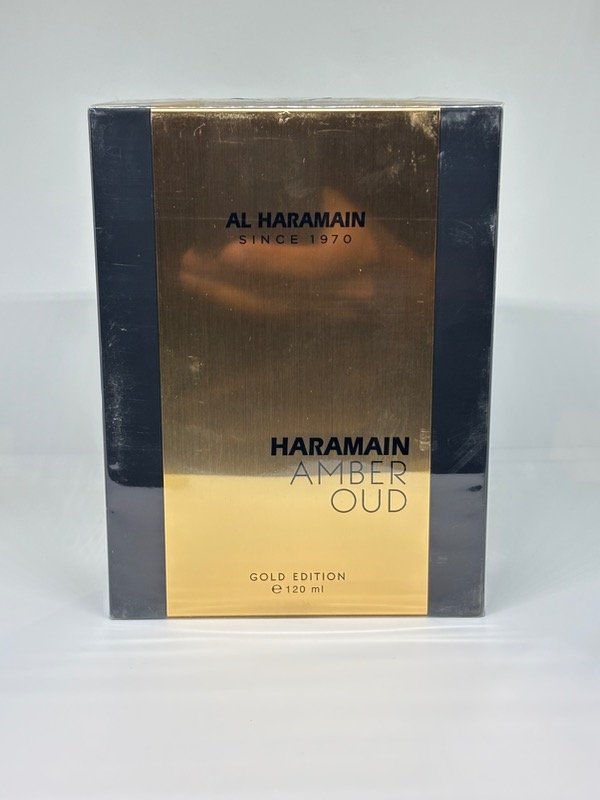 AL HARAMAIN
SINCE 1970
HARAMAIN
AMBER
OUD
GOLD EDITION
℮ 120 ml